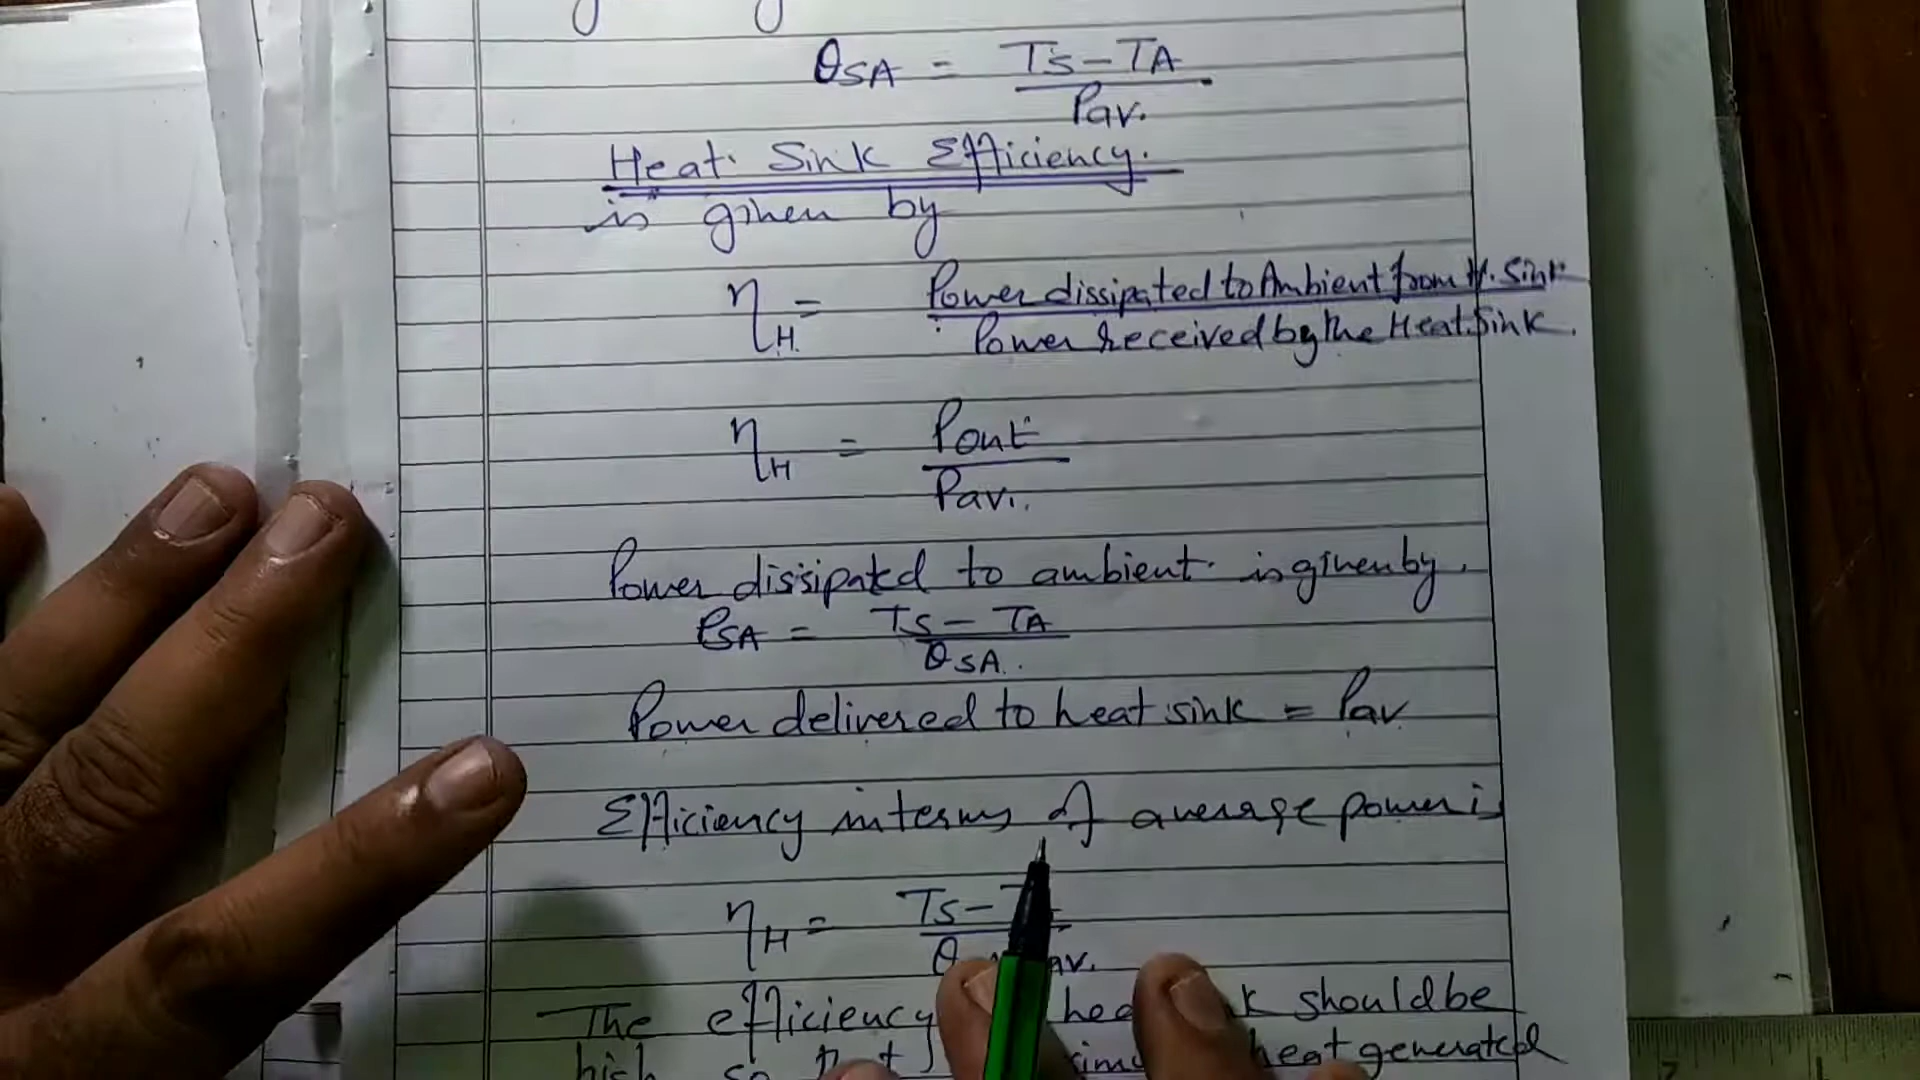 θSA = TS - TA
Pav.
Heat Sink Efficiency.
is given by
ηH = Power dissipated to Ambient from H. Sink
Power received by the Heat Sink.
ηH = Pout
Pav.
Power dissipated to ambient is given by.
PSA = TS - TA
θSA.
Power delivered to heat sink = Pav
Efficiency interms of average power is
ηH = TS -
θ av.
The efficiency should be
high so heat generated
7